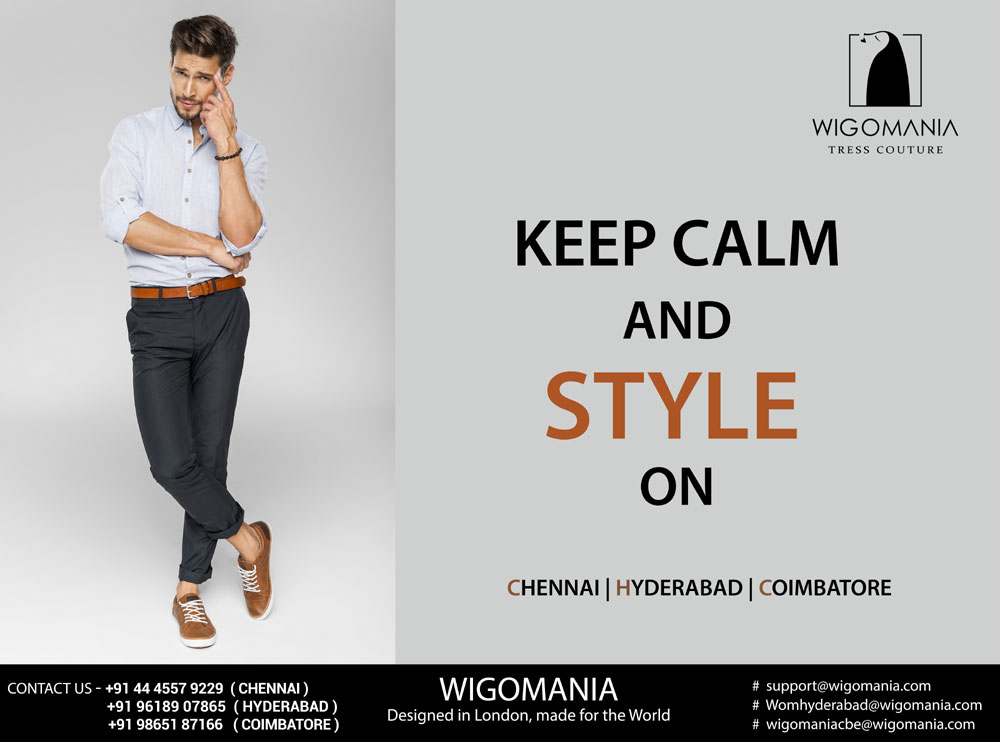 WIGOMANIA
TRESS COUTURE
KEEP CALM
AND
STYLE
ON
CHENNAI | HYDERABAD | COIMBATORE
CONTACT US - +91 44 4557 9229 ( CHENNAI )
+91 96189 07865 ( HYDERABAD )
+91 98651 87166 ( COIMBATORE )
WIGOMANIA
Designed in London, made for the World
# support@wigomania.com
# Womhyderabad@wigomania.com
# wigomaniacbe@wigomania.com